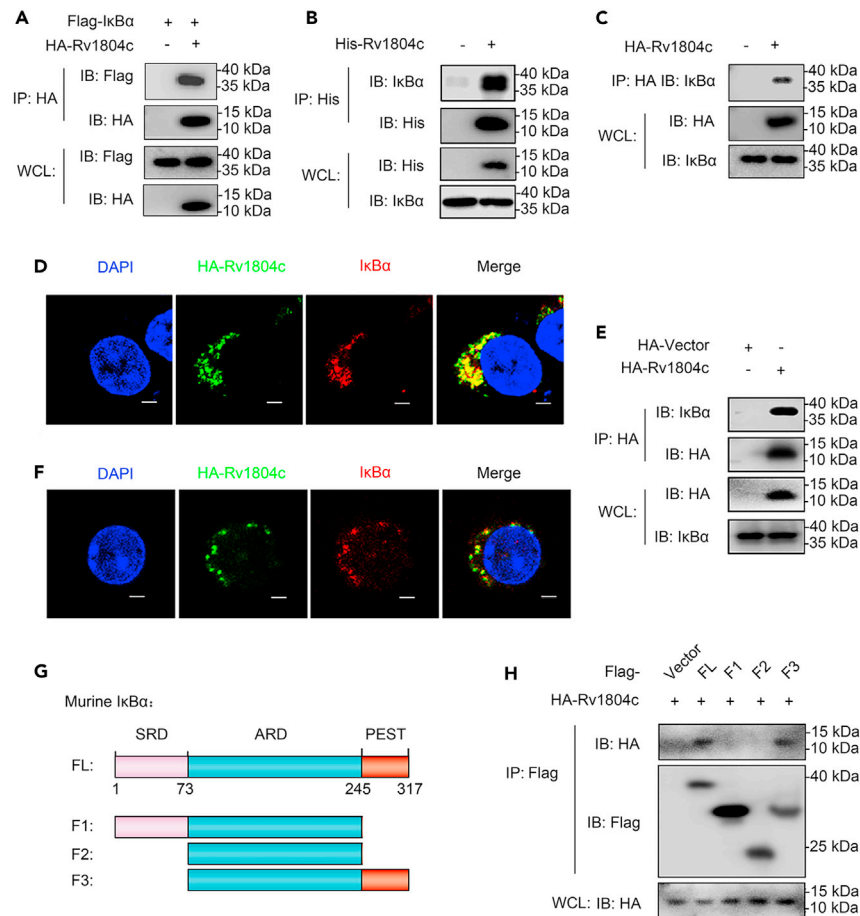 A
Flag-IκBα + +
HA-Rv1804c - +
IP: HA
IB: Flag
40 kDa
35 kDa
IB: HA
15 kDa
10 kDa
WCL:
IB: Flag
40 kDa
35 kDa
IB: HA
15 kDa
10 kDa
B
His-Rv1804c - +
IP: His
IB: IκBα
40 kDa
35 kDa
IB: His
15 kDa
10 kDa
WCL:
IB: His
15 kDa
10 kDa
IB: IκBα
40 kDa
35 kDa
C
HA-Rv1804c - +
IP: HA IB: IκBα
40 kDa
35 kDa
WCL:
IB: HA
15 kDa
10 kDa
IB: IκBα
40 kDa
35 kDa
D
DAPI HA-Rv1804c IκBα Merge
E
HA-Vector + -
HA-Rv1804c - +
IP: HA
IB: IκBα
40 kDa
35 kDa
IB: HA
15 kDa
10 kDa
WCL:
IB: HA
15 kDa
10 kDa
IB: IκBα
40 kDa
35 kDa
F
DAPI HA-Rv1804c IκBα Merge
G
Murine IκBα:
SRD ARD PEST
FL:
1 73 245 317
F1:
F2:
F3:
H
Flag- Vector FL F1 F2 F3
HA-Rv1804c + + + + +
IP: Flag
IB: HA
15 kDa
10 kDa
IB: Flag
40 kDa
25 kDa
WCL: IB: HA
15 kDa
10 kDa